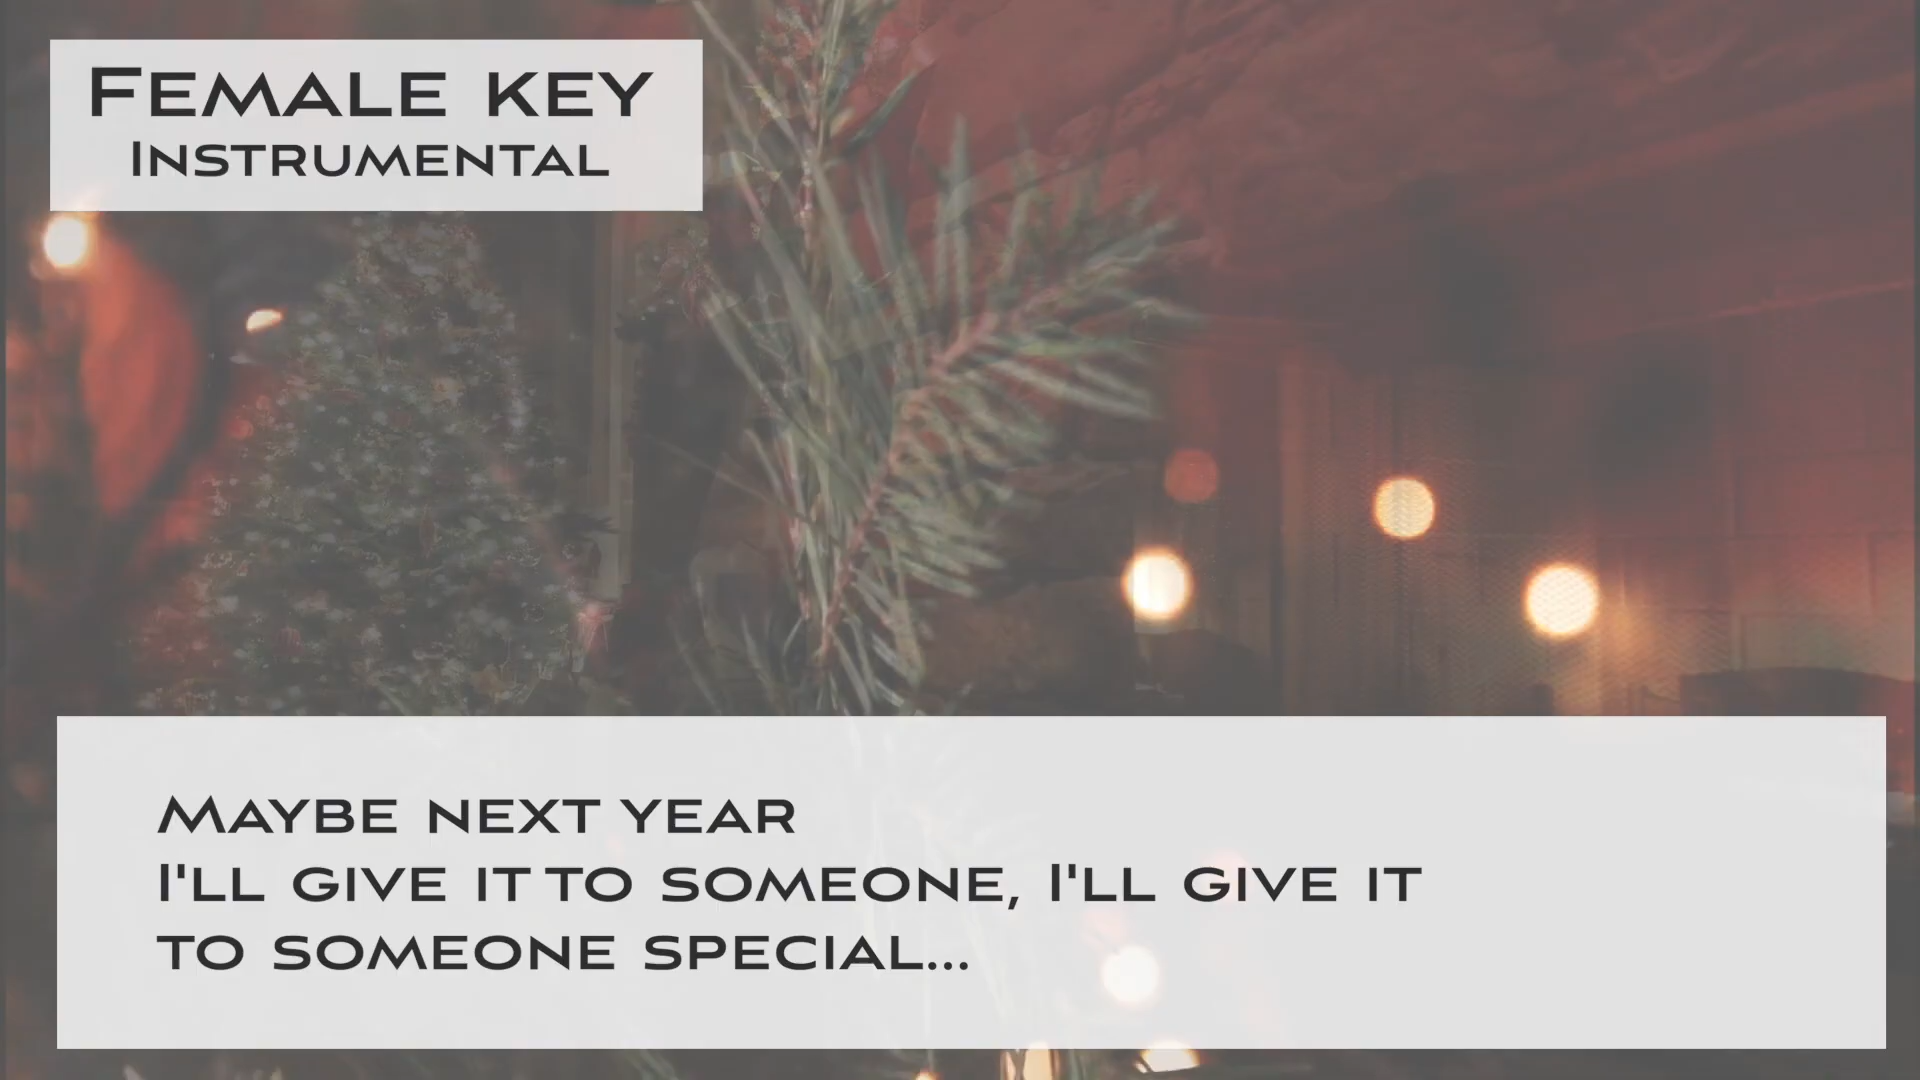 Female key
Instrumental
Maybe next year
I'll give it to someone, I'll give it
to someone special...